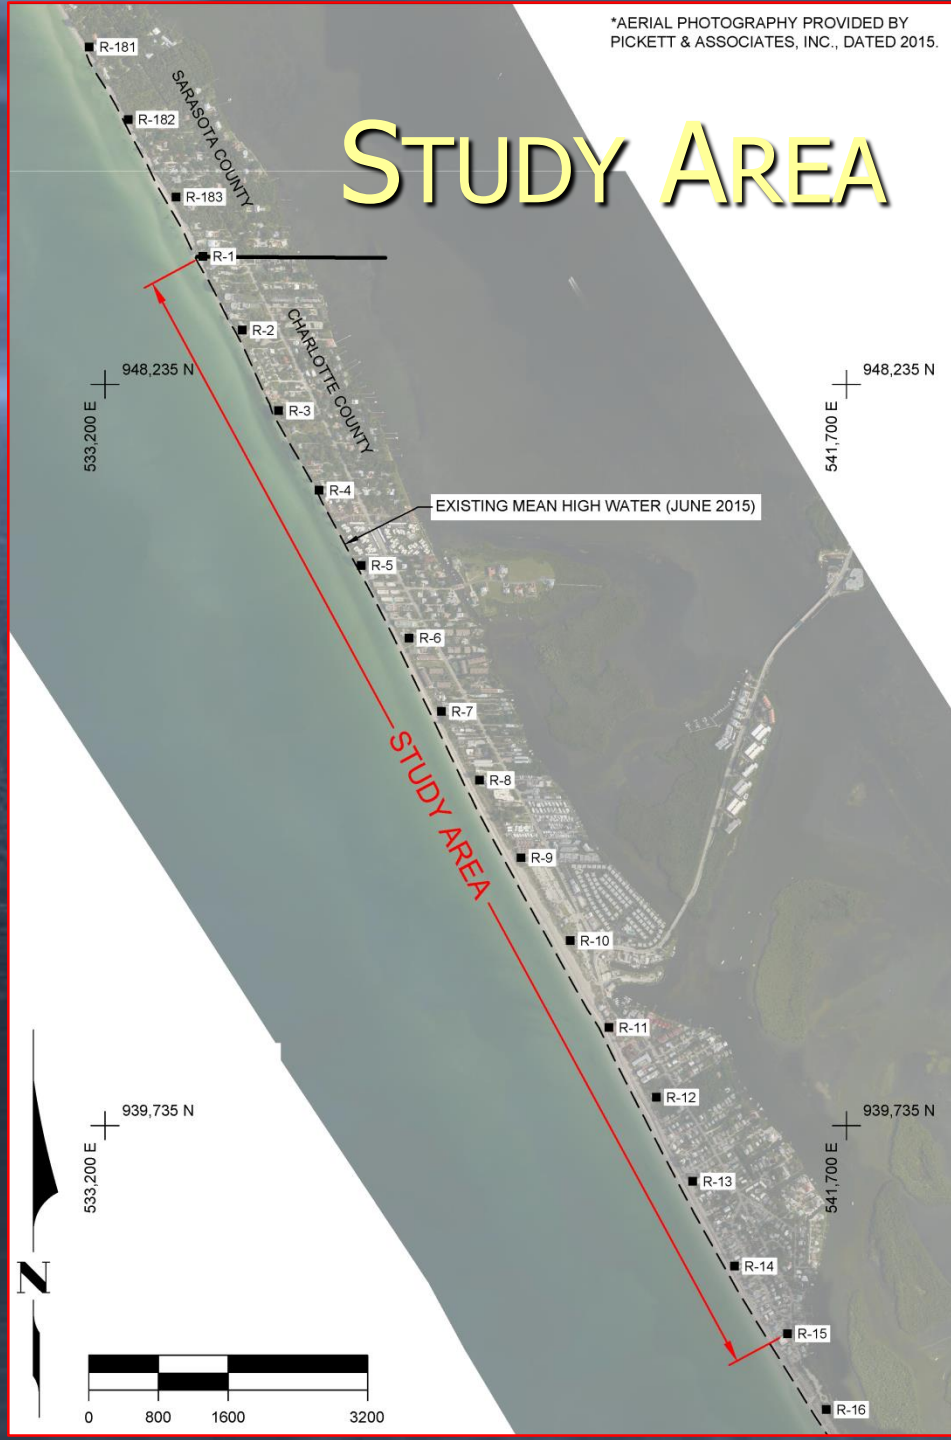 *AERIAL PHOTOGRAPHY PROVIDED BY
PICKETT & ASSOCIATES, INC., DATED 2015.
STUDY AREA
R-181
R-182
SARASOTA COUNTY
R-183
R-1
R-2
CHARLOTTE COUNTY
948,235 N
533,200 E
948,235 N
541,700 E
R-3
R-4
EXISTING MEAN HIGH WATER (JUNE 2015)
R-5
R-6
R-7
STUDY AREA
R-8
R-9
R-10
R-11
R-12
939,735 N
533,200 E
939,735 N
541,700 E
R-13
R-14
N
R-15
R-16
0 800 1600 3200